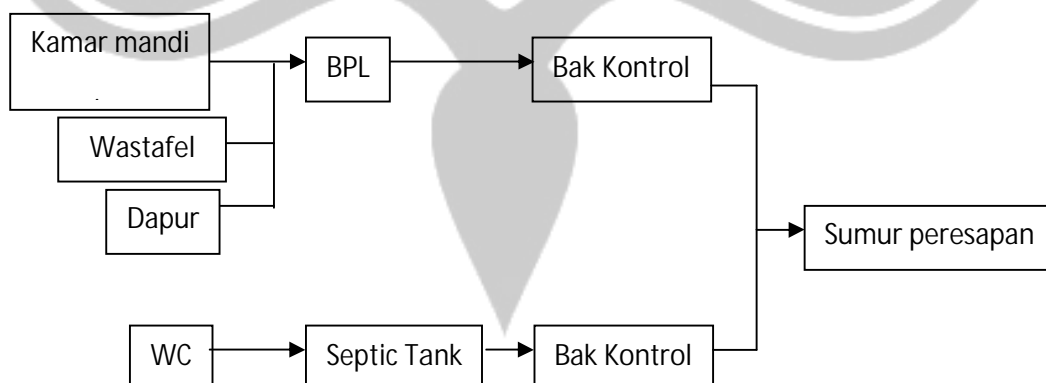 Kamar mandi
BPL
Bak Kontrol
Wastafel
Dapur
Sumur peresapan
WC
Septic Tank
Bak Kontrol